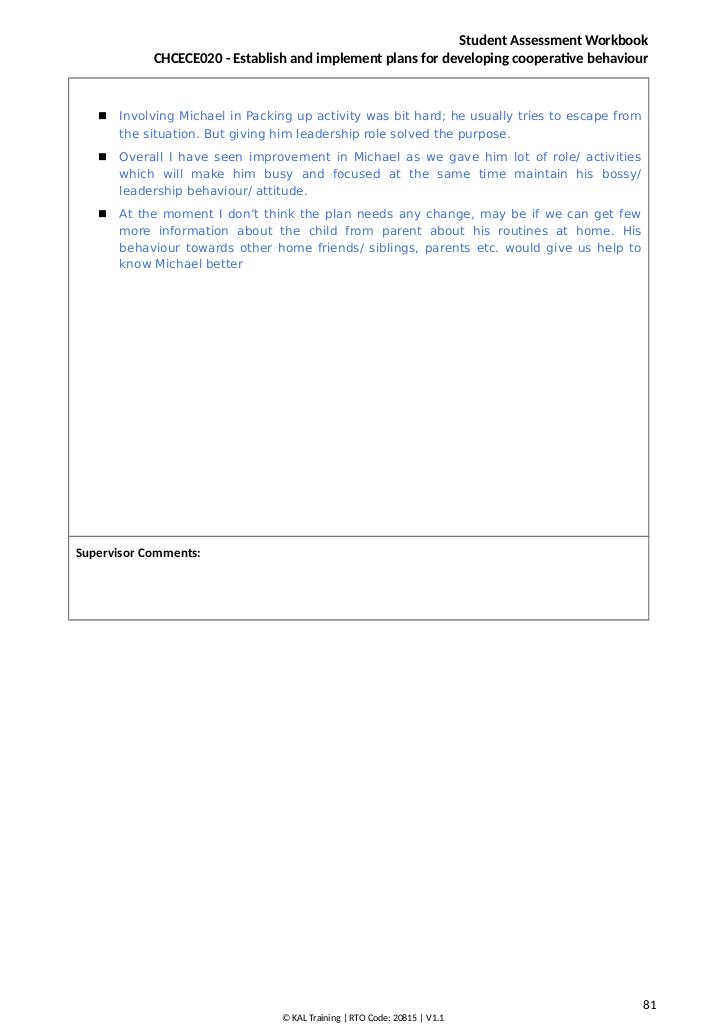 Student Assessment Workbook
CHCECE020 - Establish and implement plans for developing cooperative behaviour
■ Involving Michael in Packing up activity was bit hard; he usually tries to escape from
the situation. But giving him leadership role solved the purpose.
■ Overall I have seen improvement in Michael as we gave him lot of role/ activities
which will make him busy and focused at the same time maintain his bossy/
leadership behaviour/ attitude.
■ At the moment I don’t think the plan needs any change, may be if we can get few
more information about the child from parent about his routines at home. His
behaviour towards other home friends/ siblings, parents etc. would give us help to
know Michael better
Supervisor Comments:
81
© KAL Training | RTO Code: 20815 | V1.1